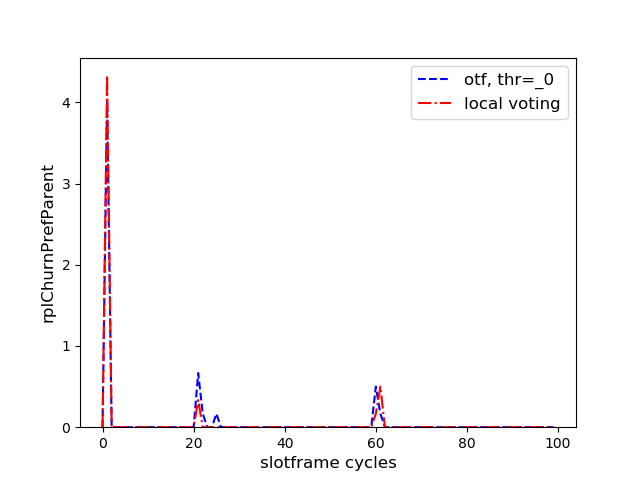 otf, thr=_0
local voting
rplChurnPrefParent
4
3
2
1
0
0 20 40 60 80 100
slotframe cycles